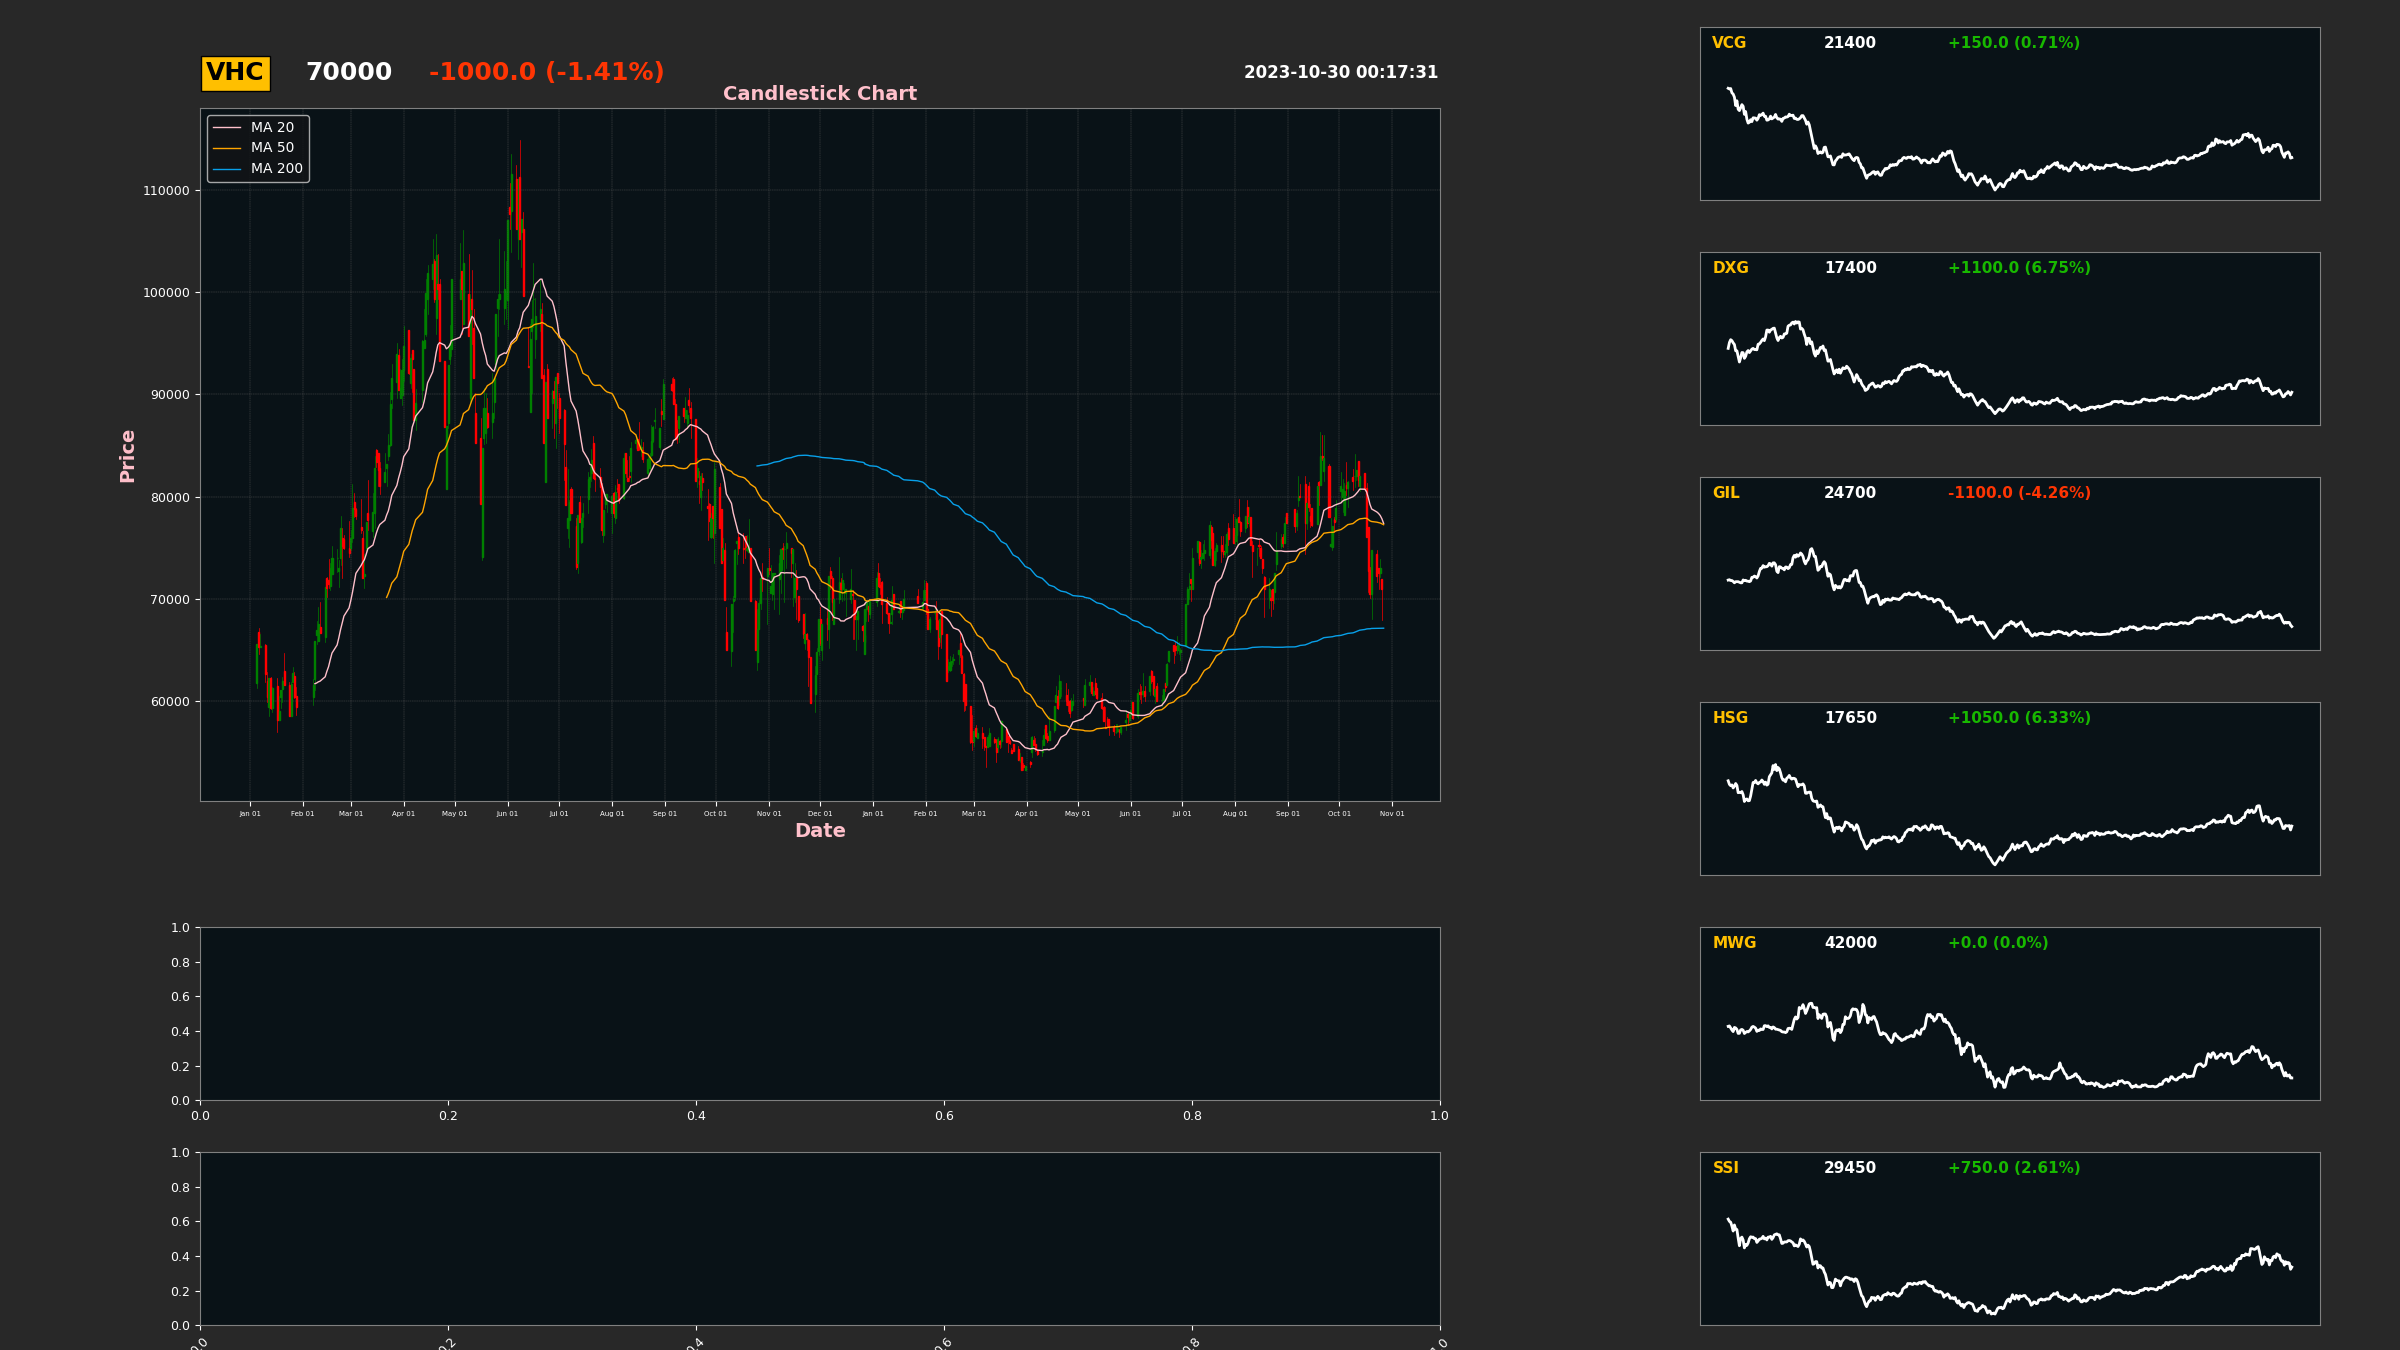 VHC 70000 -1000.0 (-1.41%) 2023-10-30 00:17:31
Candlestick Chart
MA 20
MA 50
MA 200
Price
110000
100000
90000
80000
70000
60000
Jan 01 Feb 01 Mar 01 Apr 01 May 01 Jun 01 Jul 01 Aug 01 Sep 01 Oct 01 Nov 01 Dec 01 Jan 01 Feb 01 Mar 01 Apr 01 May 01 Jun 01 Jul 01 Aug 01 Sep 01 Oct 01 Nov 01
Date
1.0
0.8
0.6
0.4
0.2
0.0
0.0 0.2 0.4 0.6 0.8 1.0
1.0
0.8
0.6
0.4
0.2
0.0
0.0 0.2 0.4 0.6 0.8 1.0
VCG 21400 +150.0 (0.71%)
DXG 17400 +1100.0 (6.75%)
GIL 24700 -1100.0 (-4.26%)
HSG 17650 +1050.0 (6.33%)
MWG 42000 +0.0 (0.0%)
SSI 29450 +750.0 (2.61%)